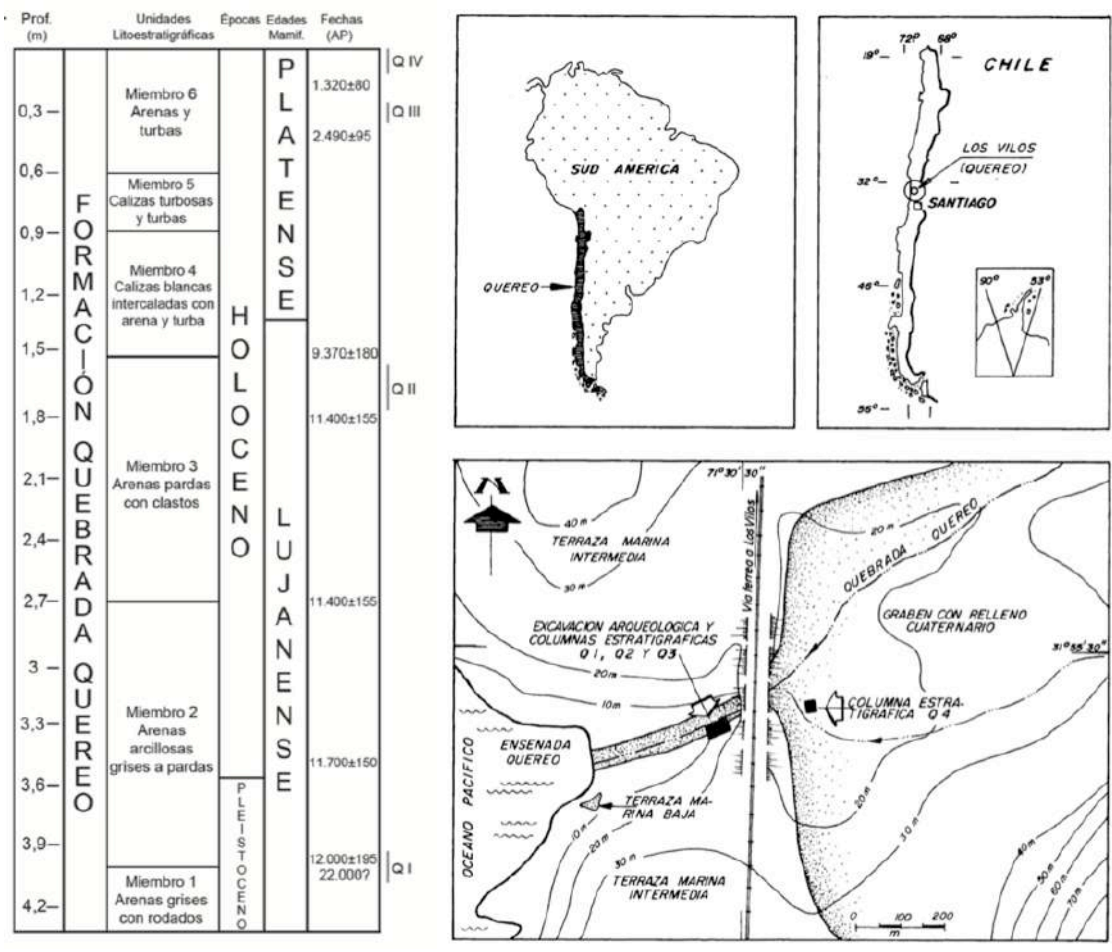 Prof.
(m)
Unidades
Litoestratigráficas
Épocas
Edades
Mamif.
Fechas
(AP)
0,3
0,6
0,9
1,2
1,5
1,8
2,1
2,4
2,7
3
3,3
3,6
3,9
4,2
FORMACIÓN QUEBRADA QUEREO
Miembro 6
Arenas y
turbas
Miembro 5
Calizas turbosas
y turbas
Miembro 4
Calizas blancas
intercaladas con
arena y turba
Miembro 3
Arenas pardas
con clastos
Miembro 2
Arenas
arcillosas
grises a pardas
Miembro 1
Arenas grises
con rodados
HOLOCENO
PLEISTOCENO
PLATENSE
LUJANENSE
1.320±80
2.490±95
9.370±180
11.400±155
11.400±155
11.700±150
12.000±195
22.000?
Q IV
Q III
Q II
Q I
SUD AMERICA
QUEREO
72° 68°
19°
CHILE
LOS VILOS
(QUEREO)
32°
SANTIAGO
46°
90° 53°
55°
N
71° 30' 30"
40 m
TERRAZA MARINA
INTERMEDIA
30 m
Via ferrea a Los Vilos
20 m
QUEBRADA QUEREO
EXCAVACION ARQUEOLOGICA Y
COLUMNAS ESTRATIGRAFICAS
Q1, Q2 Y Q3
GRABEN CON RELLENO
CUATERNARIO
31° 55' 30"
20m
10m
COLUMNA ESTRA-
TIGRAFICA Q4
ENSENADA
QUEREO
OCEANO PACIFICO
TERRAZA MA-
RINA BAJA
10 m
20 m
30 m
TERRAZA MARINA
INTERMEDIA
20 m
30 m
40 m
50 m
60 m
70 m
0 100 200
m